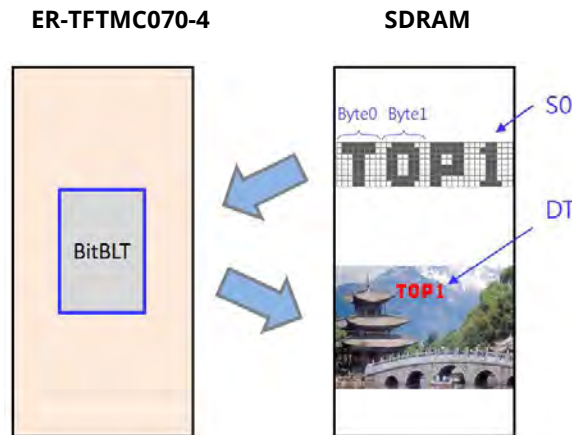 ER-TFTMC070-4
SDRAM
Byte0 Byte1
S0
TOP1
DT
BitBLT
TOP1